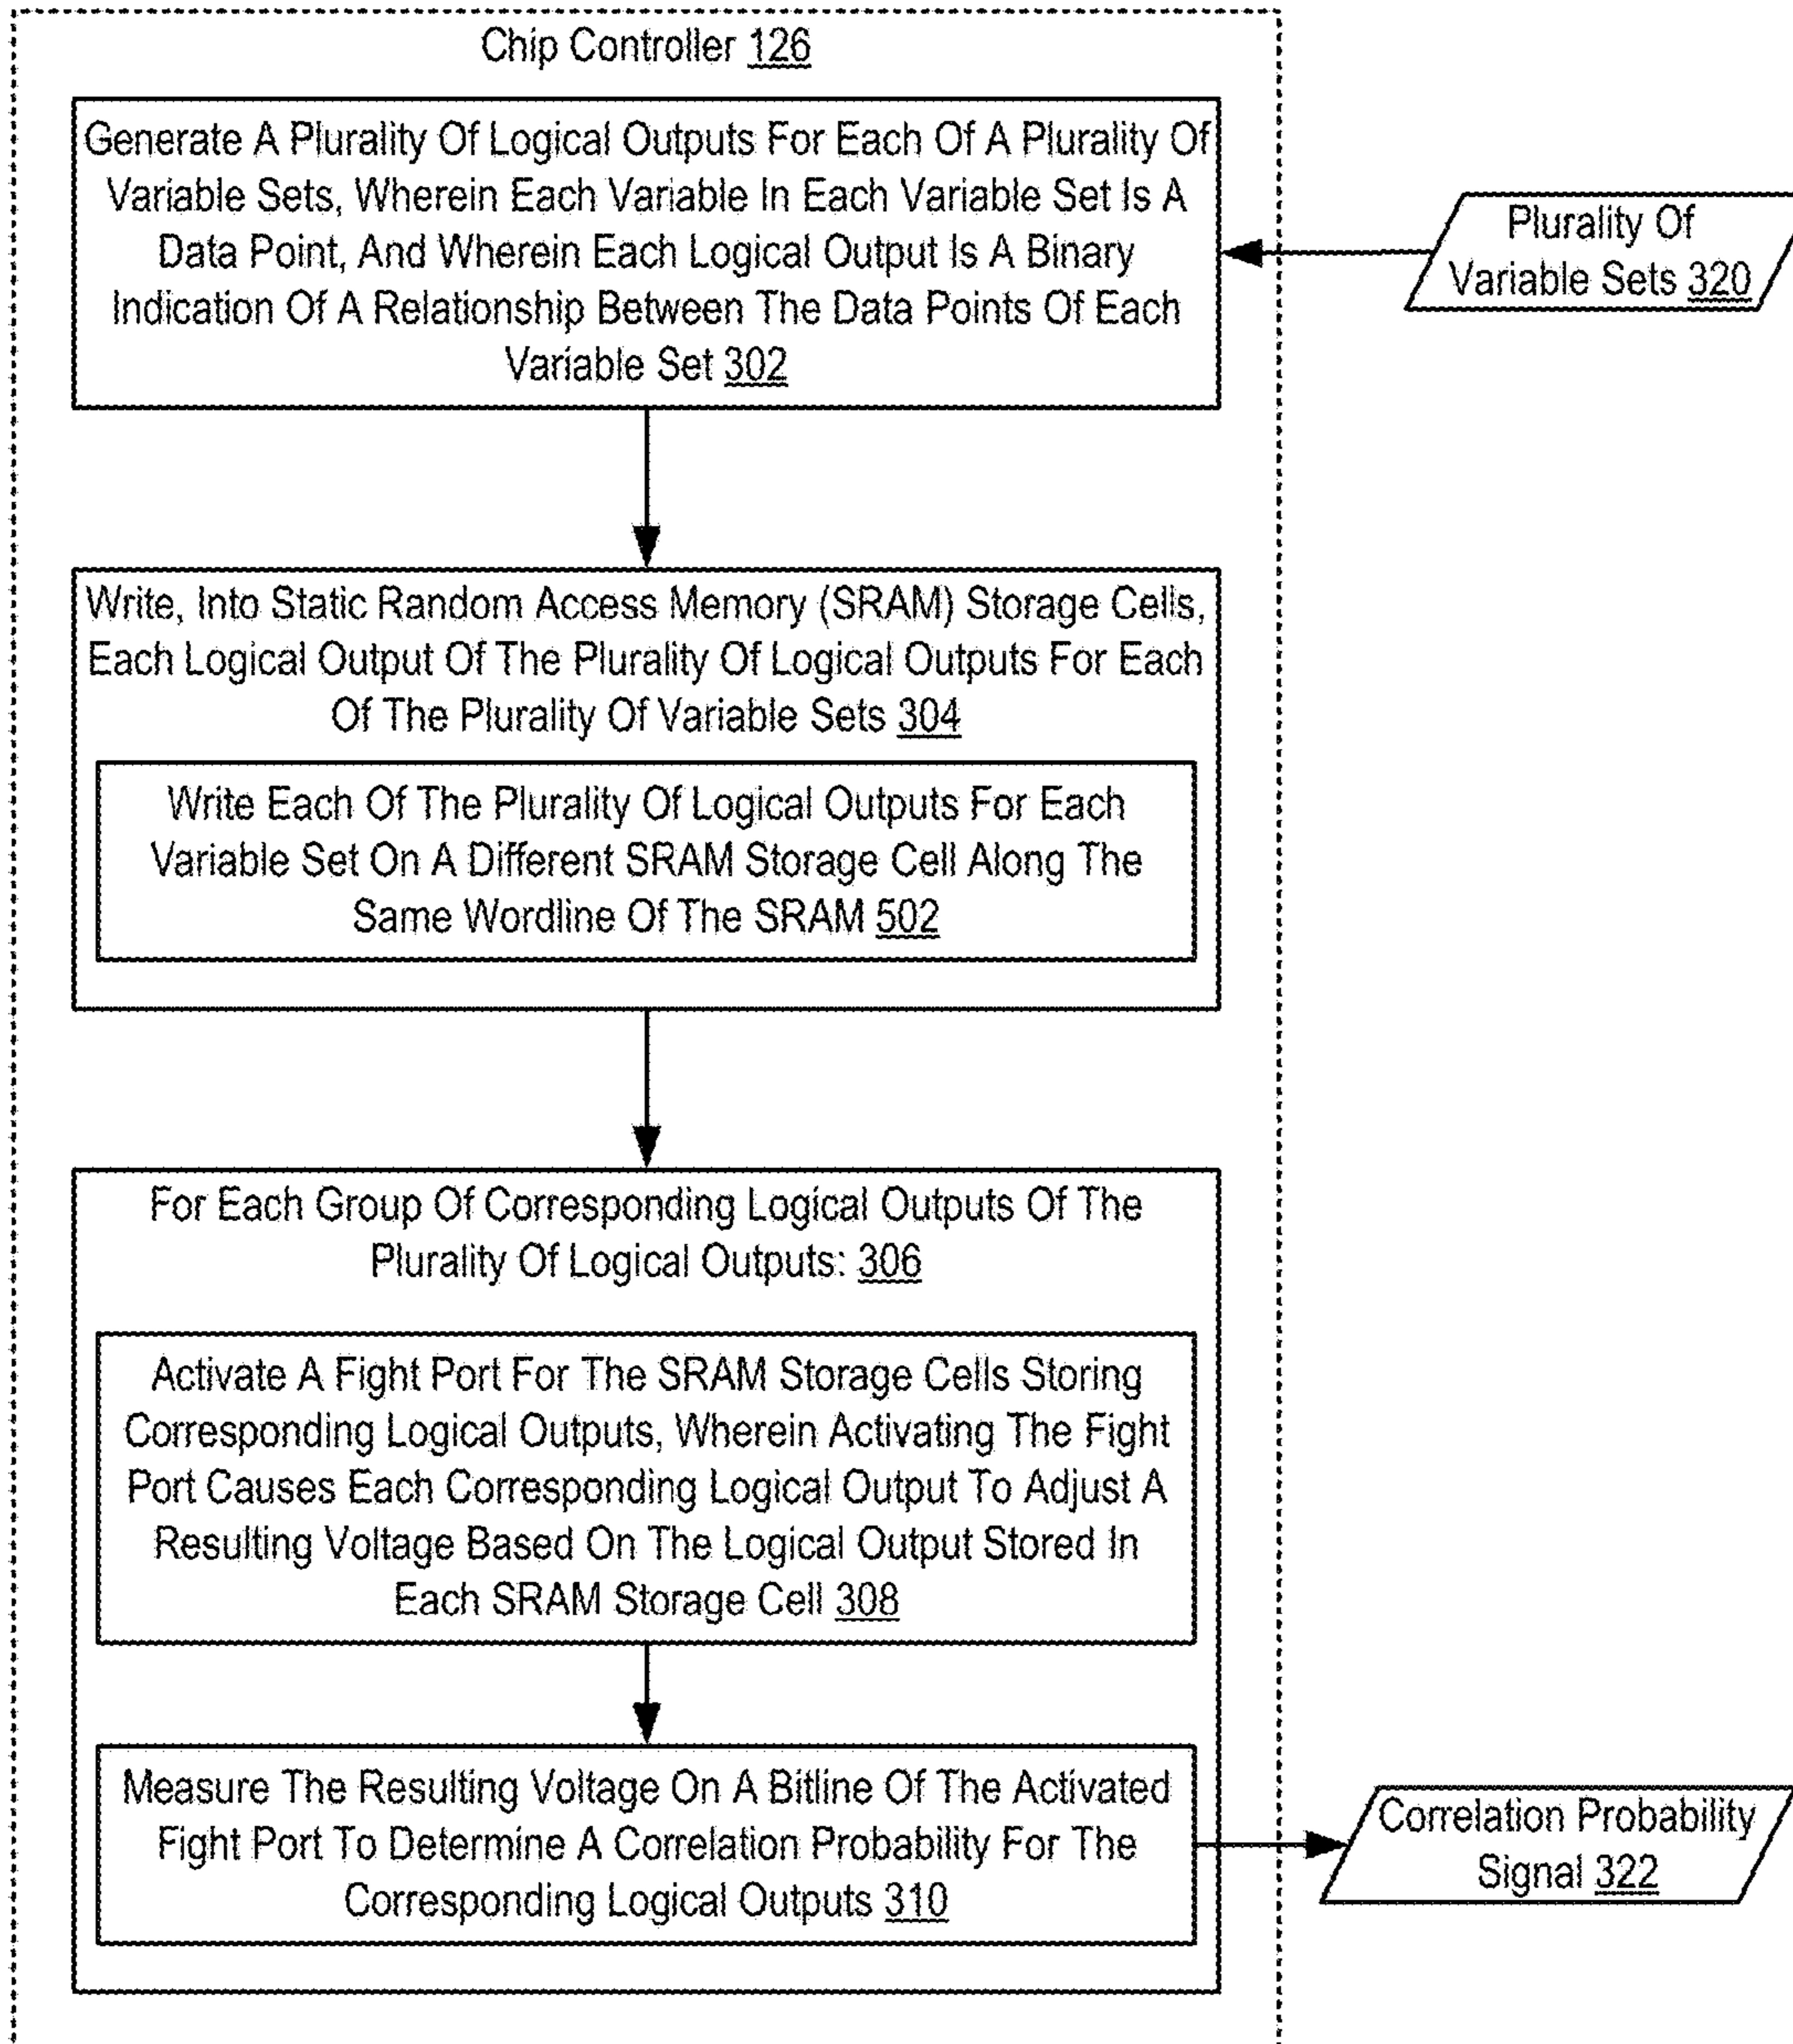 Chip Controller 126
Generate A Plurality Of Logical Outputs For Each Of A Plurality Of
Variable Sets, Wherein Each Variable In Each Variable Set Is A
Data Point, And Wherein Each Logical Output Is A Binary
Indication Of A Relationship Between The Data Points Of Each
Variable Set 302
Plurality Of
Variable Sets 320
Write, Into Static Random Access Memory (SRAM) Storage Cells,
Each Logical Output Of The Plurality Of Logical Outputs For Each
Of The Plurality Of Variable Sets 304
Write Each Of The Plurality Of Logical Outputs For Each
Variable Set On A Different SRAM Storage Cell Along The
Same Wordline Of The SRAM 502
For Each Group Of Corresponding Logical Outputs Of The
Plurality Of Logical Outputs: 306
Activate A Fight Port For The SRAM Storage Cells Storing
Corresponding Logical Outputs, Wherein Activating The Fight
Port Causes Each Corresponding Logical Output To Adjust A
Resulting Voltage Based On The Logical Output Stored In
Each SRAM Storage Cell 308
Measure The Resulting Voltage On A Bitline Of The Activated
Fight Port To Determine A Correlation Probability For The
Corresponding Logical Outputs 310
Correlation Probability
Signal 322